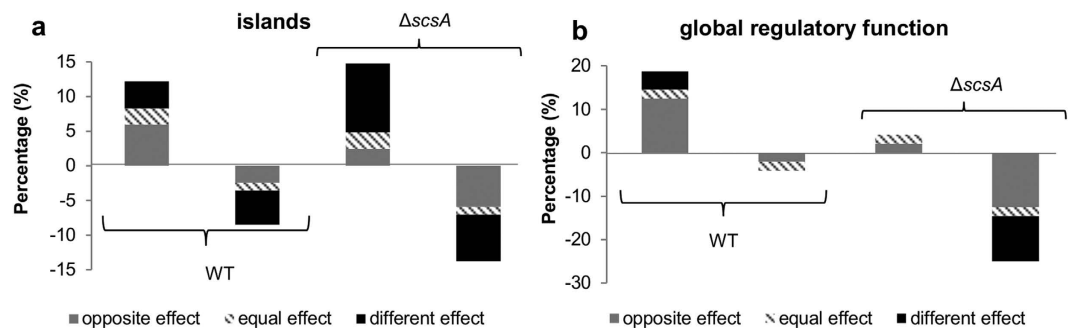 a
islands
ΔscsA
15
10
5
0
-5
-10
-15
Percentage (%)
WT
opposite effect equal effect different effect
b
global regulatory function
ΔscsA
20
10
0
-10
-20
-30
Percentage (%)
WT
opposite effect equal effect different effect